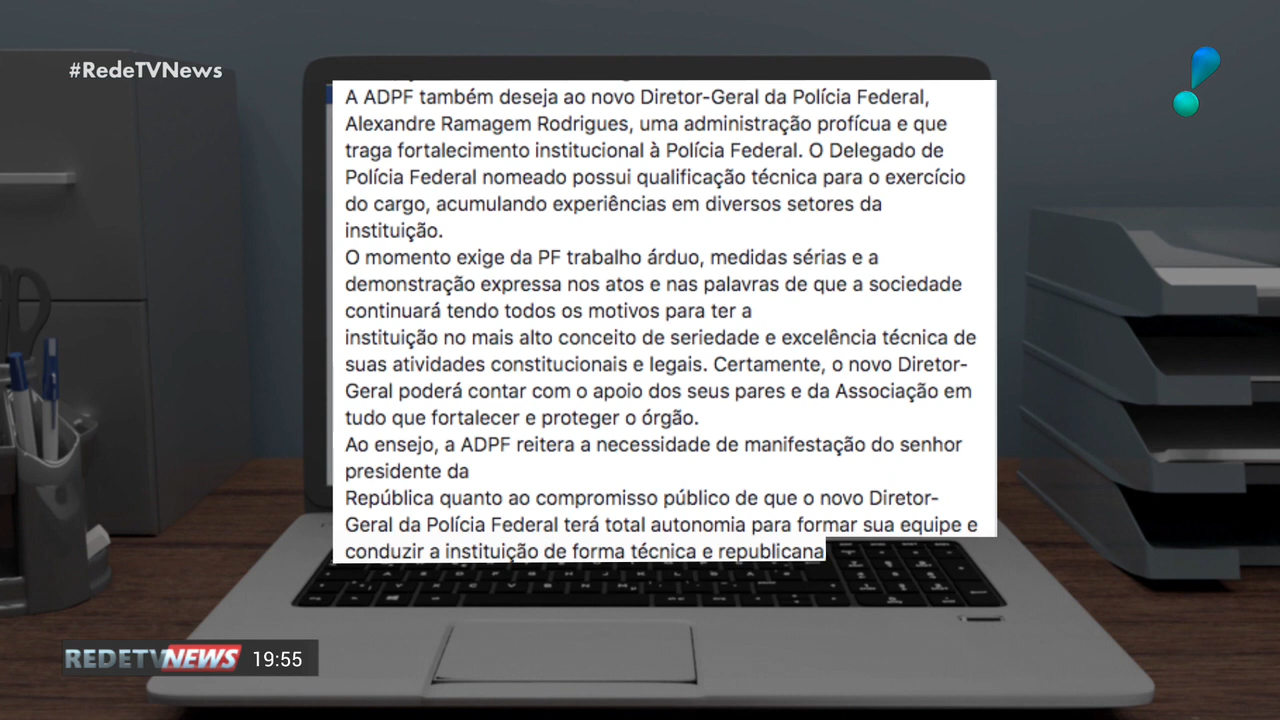 #RedeTVNews
A ADPF também deseja ao novo Diretor-Geral da Polícia Federal,
Alexandre Ramagem Rodrigues, uma administração profícua e que
traga fortalecimento institucional à Polícia Federal. O Delegado de
Polícia Federal nomeado possui qualificação técnica para o exercício
do cargo, acumulando experiências em diversos setores da
instituição.
O momento exige da PF trabalho árduo, medidas sérias e a
demonstração expressa nos atos e nas palavras de que a sociedade
continuará tendo todos os motivos para ter a
instituição no mais alto conceito de seriedade e excelência técnica de
suas atividades constitucionais e legais. Certamente, o novo Diretor-
Geral poderá contar com o apoio dos seus pares e da Associação em
tudo que fortalecer e proteger o órgão.
Ao ensejo, a ADPF reitera a necessidade de manifestação do senhor
presidente da
República quanto ao compromisso público de que o novo Diretor-
Geral da Polícia Federal terá total autonomia para formar sua equipe e
conduzir a instituição de forma técnica e republicana
REDETVNEWS 19:55